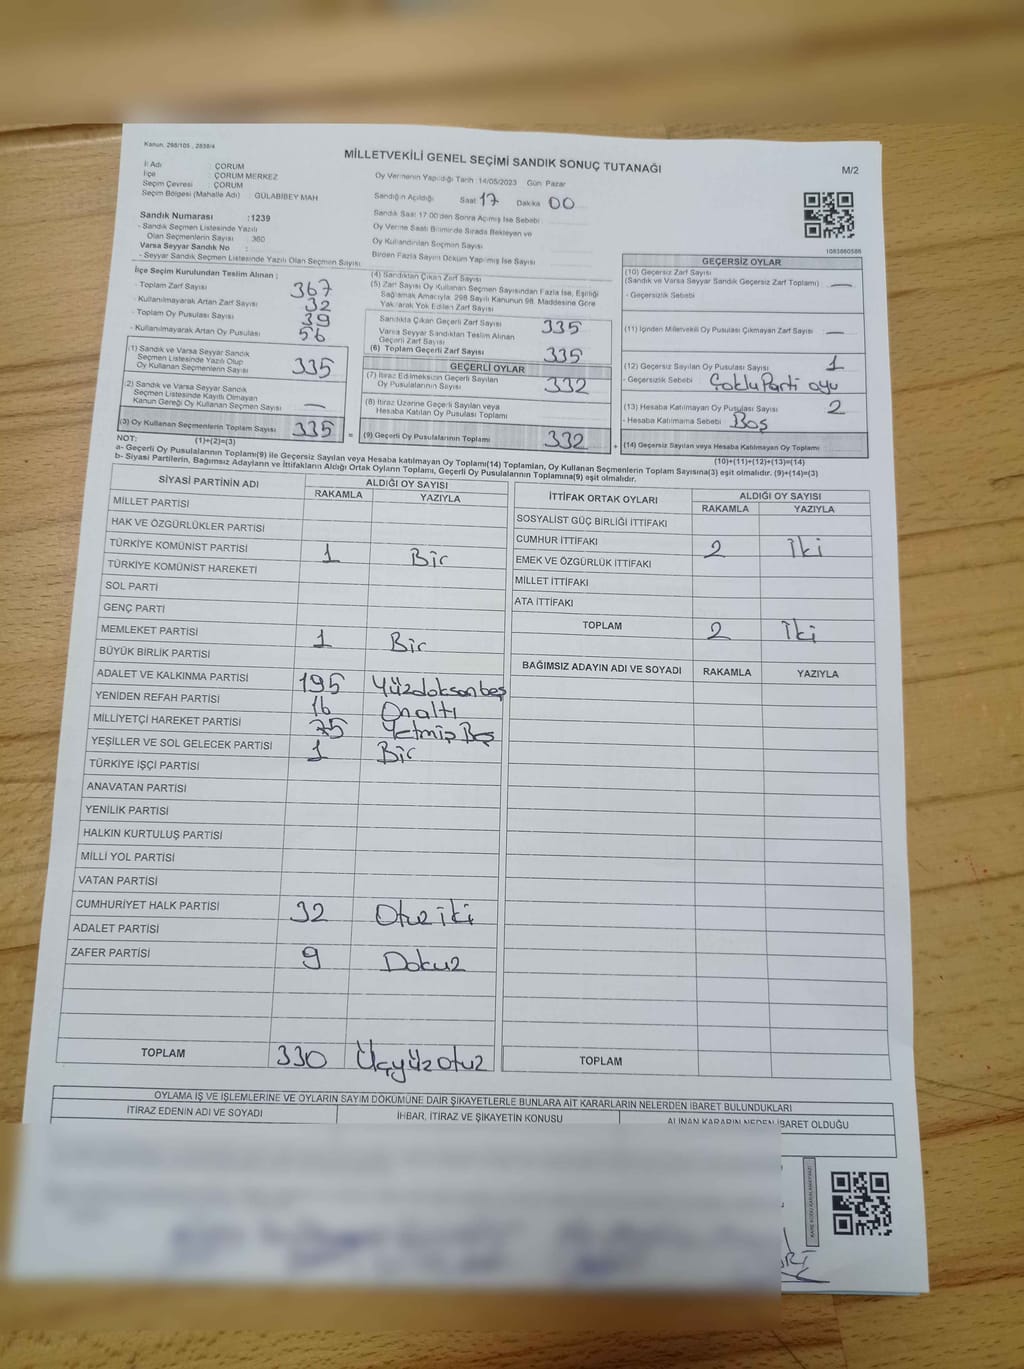 Kanun, 298/105 , 2839/4
MİLLETVEKİLİ GENEL SEÇİMİ SANDIK SONUÇ TUTANAĞI
M/2
İl Adı : ÇORUM
İlçe ÇORUM MERKEZ
Seçim Çevresi : ÇORUM
Seçim Bölgesi (Mahalle Adı) : GÜLABİBEY MAH
Sandık Numarası :1239
- Sandık Seçmen Listesinde Yazılı
Olan Seçmenlerin Sayısı : 360
Varsa Seyyar Sandık No :
- Seyyar Sandık Seçmen Listesinde Yazılı Olan Seçmenlerin Sayısı
Oy Vermenin Yapıldığı Tarih :14/05/2023 Gün Pazar
Sandığın Açıldığı Saat 17 Dakika 00
Sandık Saat 17:00'den Sonra Açılmış İse Sebebi
Oy Verme Saati Bitiminde Sırada Bekleyen ve
Oy Kullandırılan Seçmen Sayısı
Birden Fazla Sayım Döküm Yapılmış İse Sayısı
1083860586
İlçe Seçim Kurulundan Teslim Alınan ;
- Toplam Zarf Sayısı 367
- Kullanılmayarak Artan Zarf Sayısı 32
- Toplam Oy Pusulası Sayısı 39
- Kullanılmayarak Artan Oy Pusulası 56
1) Sandık ve Varsa Seyyar Sandık
Seçmen Listesinde Yazılı Olup
Oy Kullanan Seçmenlerin Sayısı 335
2) Sandık ve Varsa Seyyar Sandık
Seçmen Listesinde Kayıtlı Olmayan
Kanun Gereği Oy Kullanan Seçmen Sayısı —
(3) Oy Kullanan Seçmenlerin Toplam Sayısı 335 =
(1)+(2)=(3)
(4) Sandıktan Çıkan Zarf Sayısı
(5) Zarf Sayısı Oy Kullanan Seçmen Sayısından Fazla İse, Eşitliği
Sağlamak Amacıyla, 298 Sayılı Kanunun 98. Maddesine Göre
Yakılarak Yok Edilen Zarf Sayısı
Sandıkta Çıkan Geçerli Zarf Sayısı 335
Varsa Seyyar Sandıktan Teslim Alınan
Geçerli Zarf Sayısı
(6) Toplam Geçerli Zarf Sayısı 335
GEÇERLİ OYLAR
(7) İtiraz Edilmeksizin Geçerli Sayılan
Oy Pusulalarının Sayısı 332
(8) İtiraz Üzerine Geçerli Sayılan veya
Hesaba Katılan Oy Pusulası Toplamı
(9) Geçerli Oy Pusulalarının Toplamı 332 +
GEÇERSİZ OYLAR
(10) Geçersiz Zarf Sayısı
(Sandık ve Varsa Seyyar Sandık Geçersiz Zarf Toplamı) —
- Geçersizlik Sebebi
(11) İçinden Milletvekili Oy Pusulası Çıkmayan Zarf Sayısı —
(12) Geçersiz Sayılan Oy Pusulası Sayısı 1
- Geçersizlik Sebebi Çoklu Parti oyu
(13) Hesaba Katılmayan Oy Pusulası Sayısı 2
- Hesaba Katılmama Sebebi Boş
(14) Geçersiz Sayılan veya Hesaba Katılmayan Oy Toplamı
(10)+(11)+(12)+(13)=(14)
NOT:
a- Geçerli Oy Pusulalarının Toplamı(9) ile Geçersiz Sayılan veya Hesaba katılmayan Oy Toplamı(14) Toplamları, Oy Kullanan Seçmenlerin Toplam Sayısına(3) eşit olmalıdır. (9)+(14)=(3)
b- Siyasi Partilerin, Bağımsız Adayların ve İttifakların Aldığı Ortak Oyların Toplamı, Geçerli Oy Pusulalarının Toplamına(9) eşit olmalıdır.
SİYASİ PARTİNİN ADI ALDIĞI OY SAYISI
RAKAMLA YAZIYLA
MİLLET PARTİSİ
HAK VE ÖZGÜRLÜKLER PARTİSİ
TÜRKİYE KOMÜNİST PARTİSİ 1 Bir
TÜRKİYE KOMÜNİST HAREKETİ
SOL PARTİ
GENÇ PARTİ
MEMLEKET PARTİSİ 1 Bir
BÜYÜK BİRLİK PARTİSİ
ADALET VE KALKINMA PARTİSİ 195 Yüzdoksanbeş
YENİDEN REFAH PARTİSİ 16 Onaltı
MİLLİYETÇİ HAREKET PARTİSİ 75 Yetmiş Beş
YEŞİLLER VE SOL GELECEK PARTİSİ 1 Bir
TÜRKİYE İŞÇİ PARTİSİ
ANAVATAN PARTİSİ
YENİLİK PARTİSİ
HALKIN KURTULUŞ PARTİSİ
MİLLİ YOL PARTİSİ
VATAN PARTİSİ
CUMHURİYET HALK PARTİSİ 32 Otuz iki
ADALET PARTİSİ
ZAFER PARTİSİ 9 Dokuz
TOPLAM 330 Üçyüzotuz
İTTİFAK ORTAK OYLARI ALDIĞI OY SAYISI
RAKAMLA YAZIYLA
SOSYALİST GÜÇ BİRLİĞİ İTTİFAKI
CUMHUR İTTİFAKI 2 İki
EMEK VE ÖZGÜRLÜK İTTİFAKI
MİLLET İTTİFAKI
ATA İTTİFAKI
TOPLAM 2 İki
BAĞIMSIZ ADAYIN ADI VE SOYADI RAKAMLA YAZIYLA
TOPLAM
OYLAMA İŞ VE İŞLEMLERİNE VE OYLARIN SAYIM DÖKÜMÜNE DAİR ŞİKAYETLERLE BUNLARA AİT KARARLARIN NELERDEN İBARET BULUNDUKLARI
İTİRAZ EDENİN ADI VE SOYADI İHBAR, İTİRAZ VE ŞİKAYETİN KONUSU ALINAN KARARIN NEDEN İBARET OLDUĞU